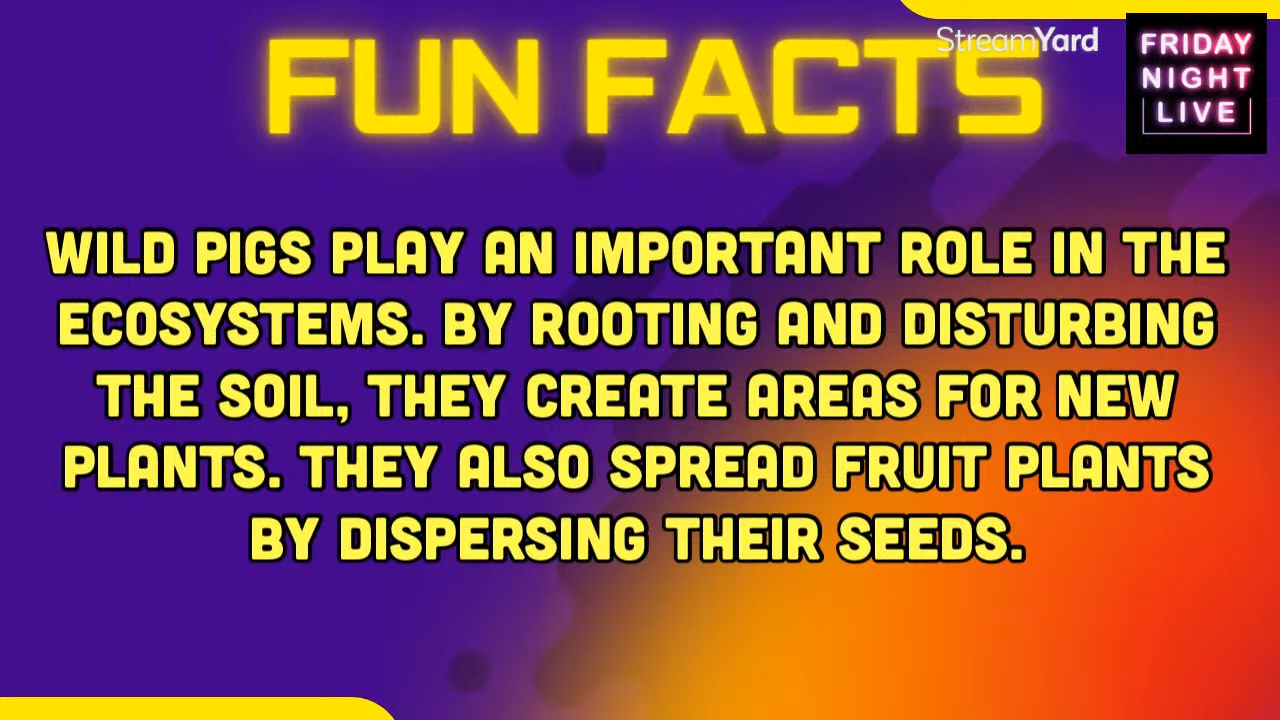 FUN FACTS
StreamYard
FRIDAY
NIGHT
LIVE
WILD PIGS PLAY AN IMPORTANT ROLE IN THE
ECOSYSTEMS. BY ROOTING AND DISTURBING
THE SOIL, THEY CREATE AREAS FOR NEW
PLANTS. THEY ALSO SPREAD FRUIT PLANTS
BY DISPERSING THEIR SEEDS.